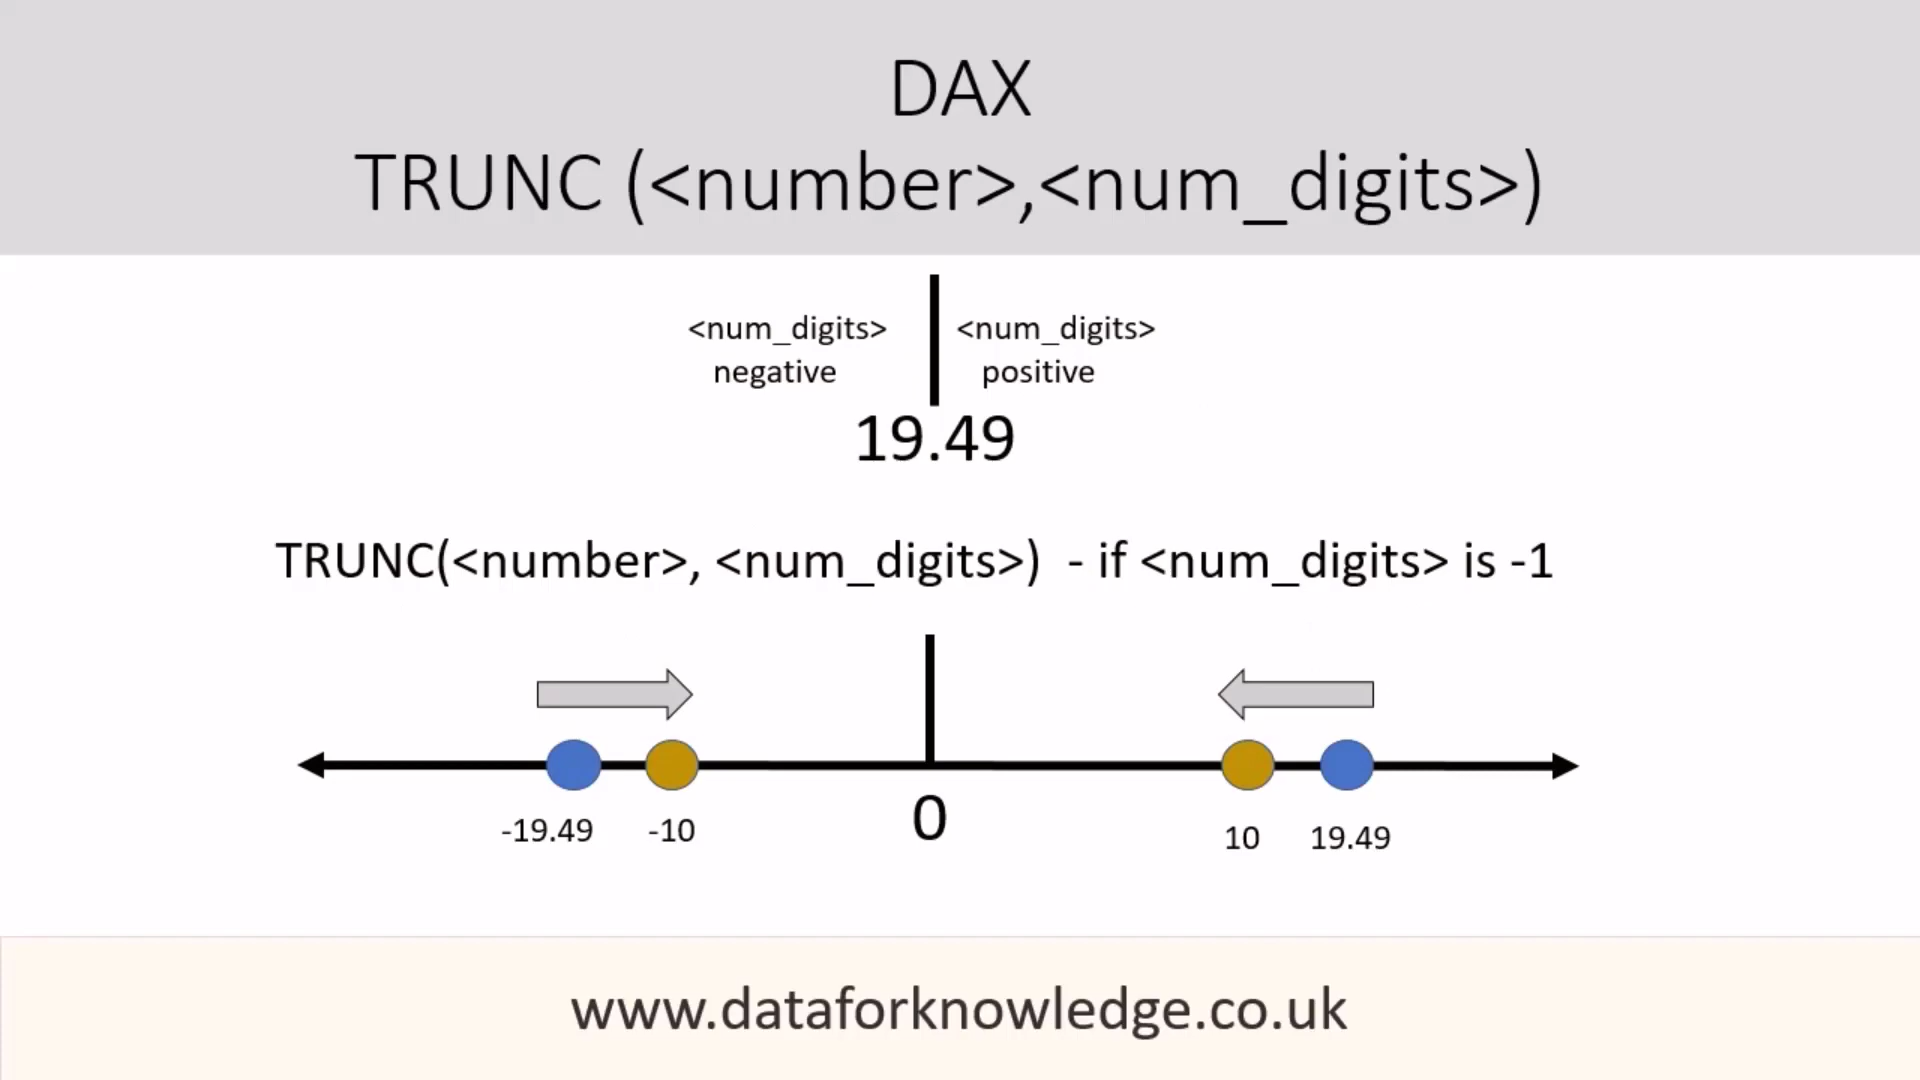 DAX
TRUNC (<number>,<num_digits>)
<num_digits>
negative
<num_digits>
positive
19.49
TRUNC(<number>, <num_digits>)  - if <num_digits> is -1
-19.49
-10
0
10
19.49
www.dataforknowledge.co.uk